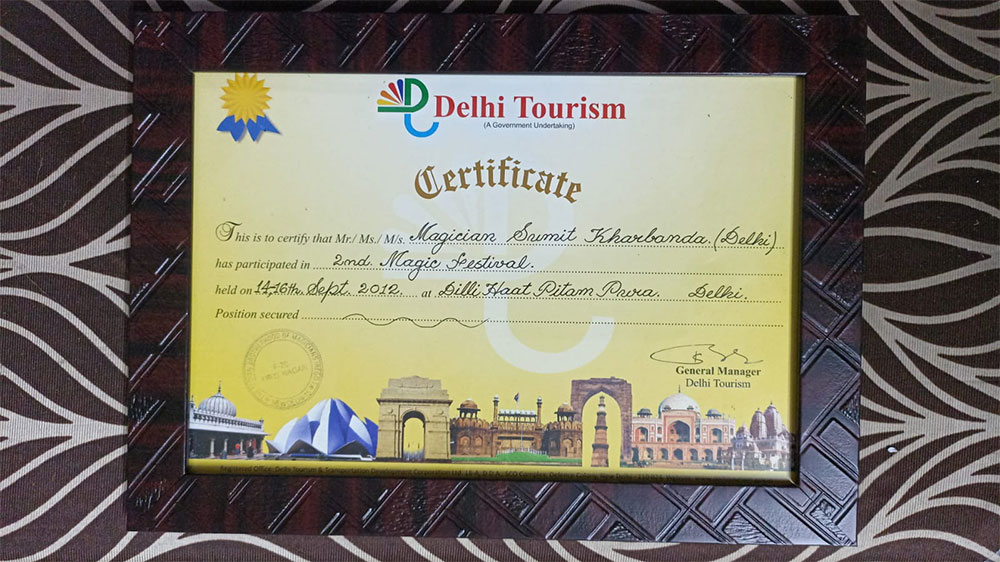 Delhi Tourism
(A Government Undertaking)
Certificate
This is to certify that Mr./ Ms./ M/s. Magician Sumit Kharbanda (Delhi)
has participated in 2nd Magic Festival.
held on 14-16th Sept. 2012. at Dilli Haat Pitam Pura. Delhi.
Position secured
General Manager
Delhi Tourism